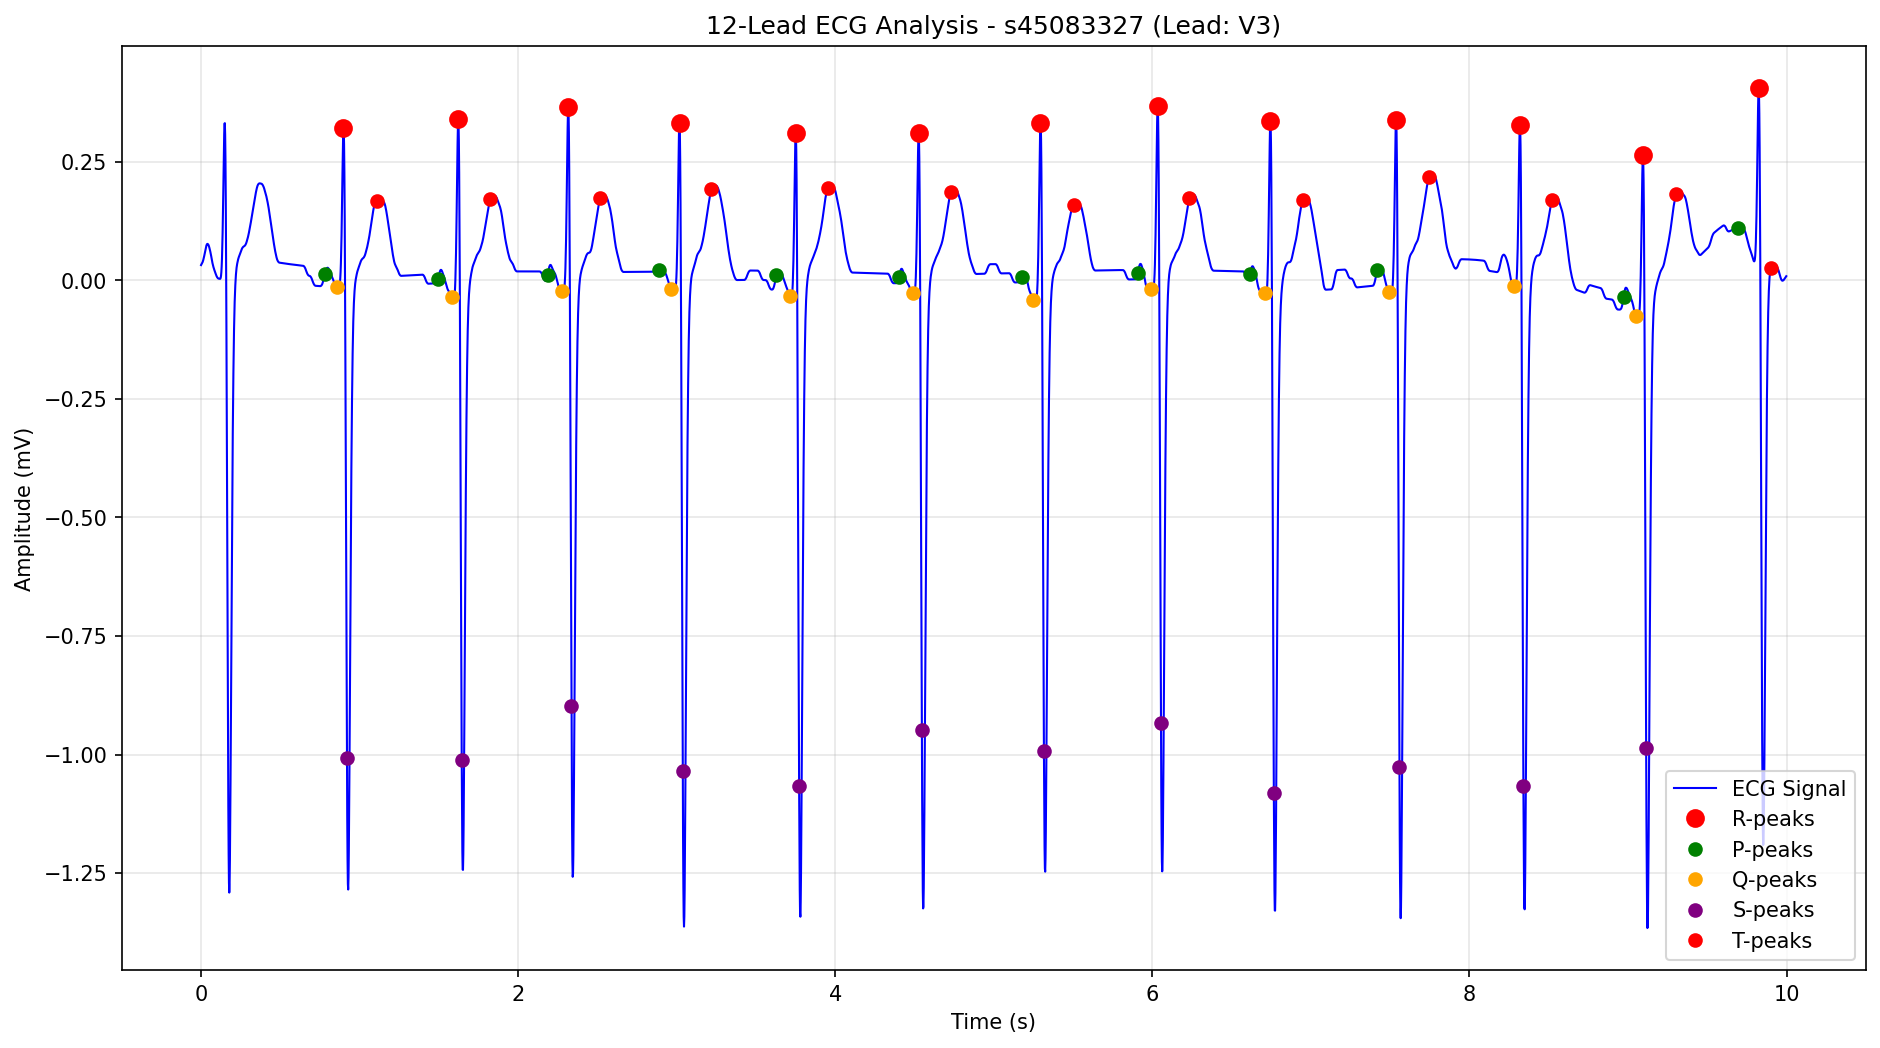 12-Lead ECG Analysis - s45083327 (Lead: V3)
Amplitude (mV)
0.25
0.00
−0.25
−0.50
−0.75
−1.00
−1.25
0
2
4
6
8
10
Time (s)
ECG Signal
R-peaks
P-peaks
Q-peaks
S-peaks
T-peaks